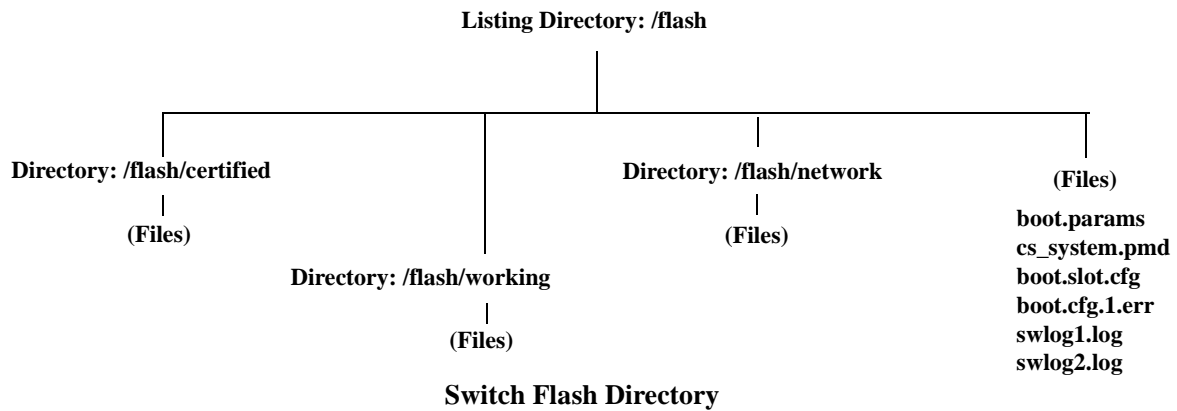 Listing Directory: /flash
Directory: /flash/certified
(Files)
Directory: /flash/working
(Files)
Directory: /flash/network
(Files)
(Files)
boot.params
cs_system.pmd
boot.slot.cfg
boot.cfg.1.err
swlog1.log
swlog2.log
Switch Flash Directory